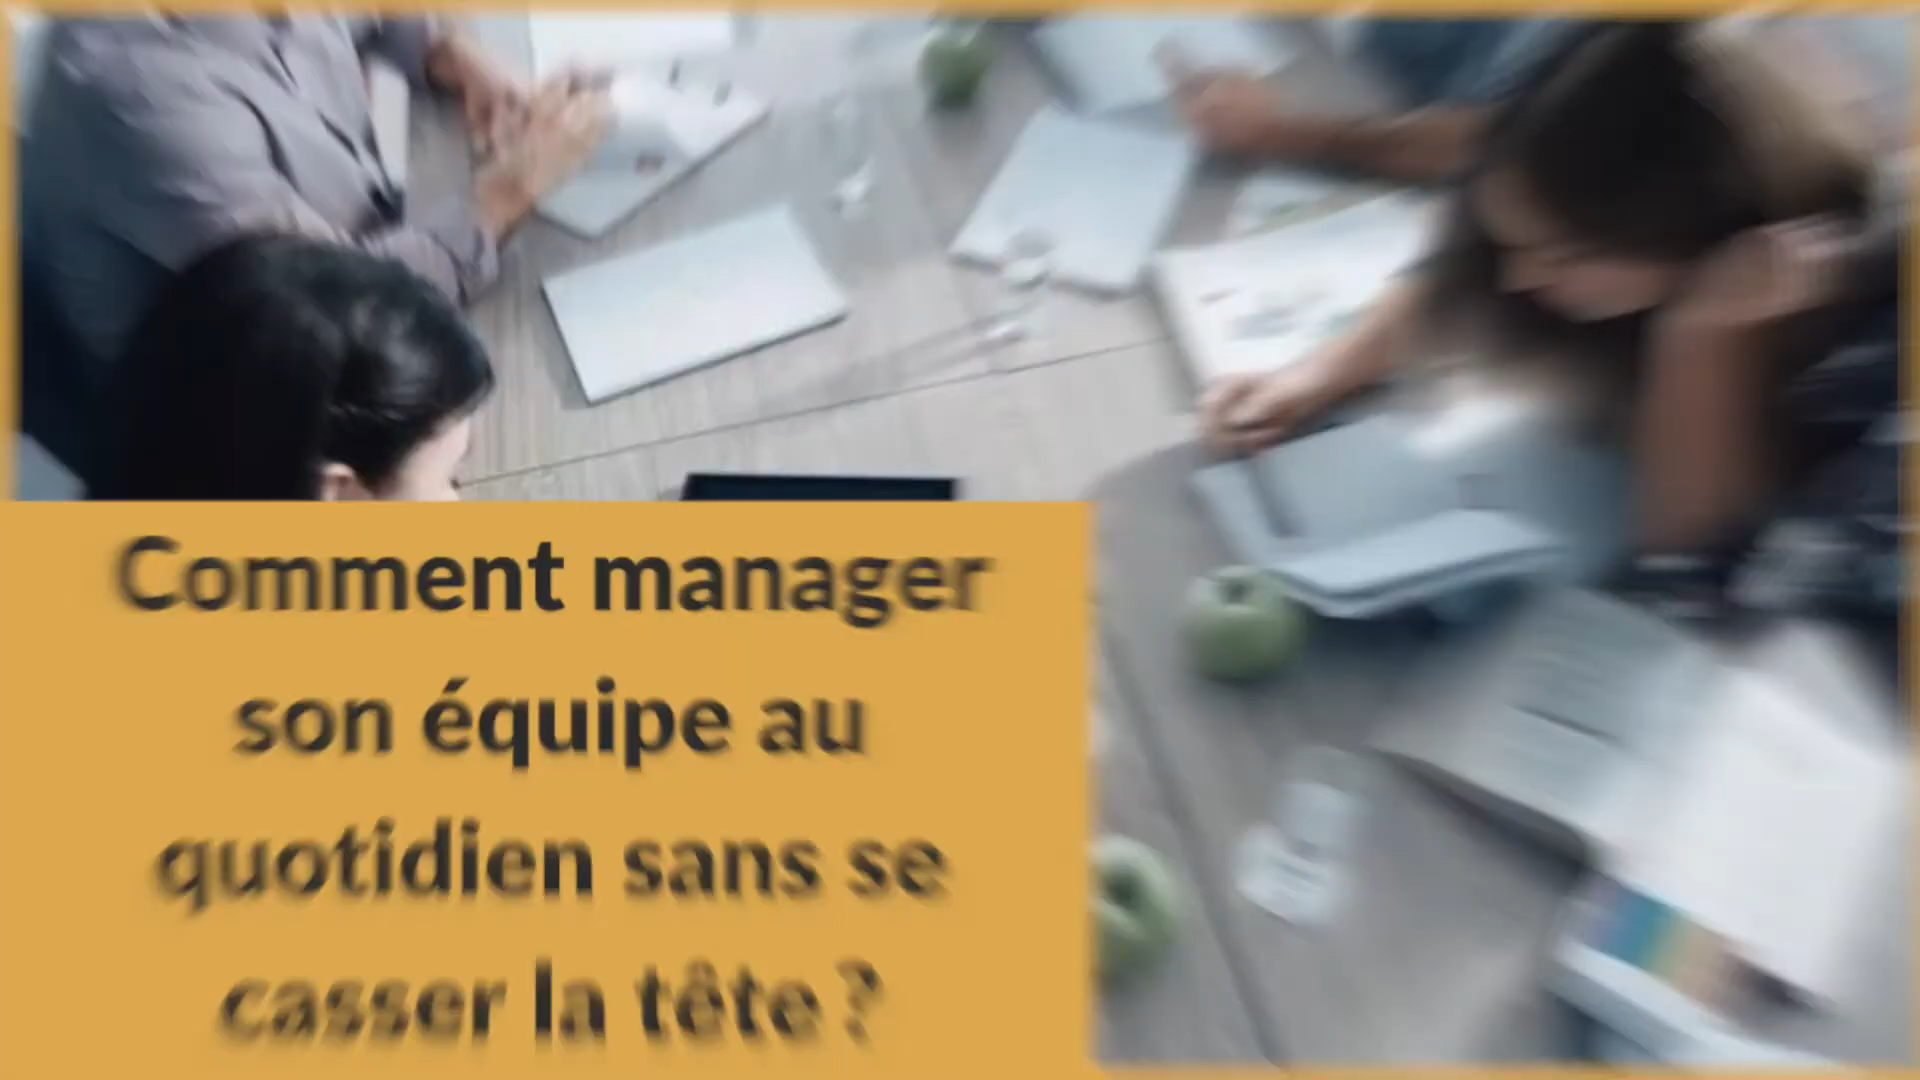 Comment manager
son équipe au
quotidien sans se
casser la tête ?